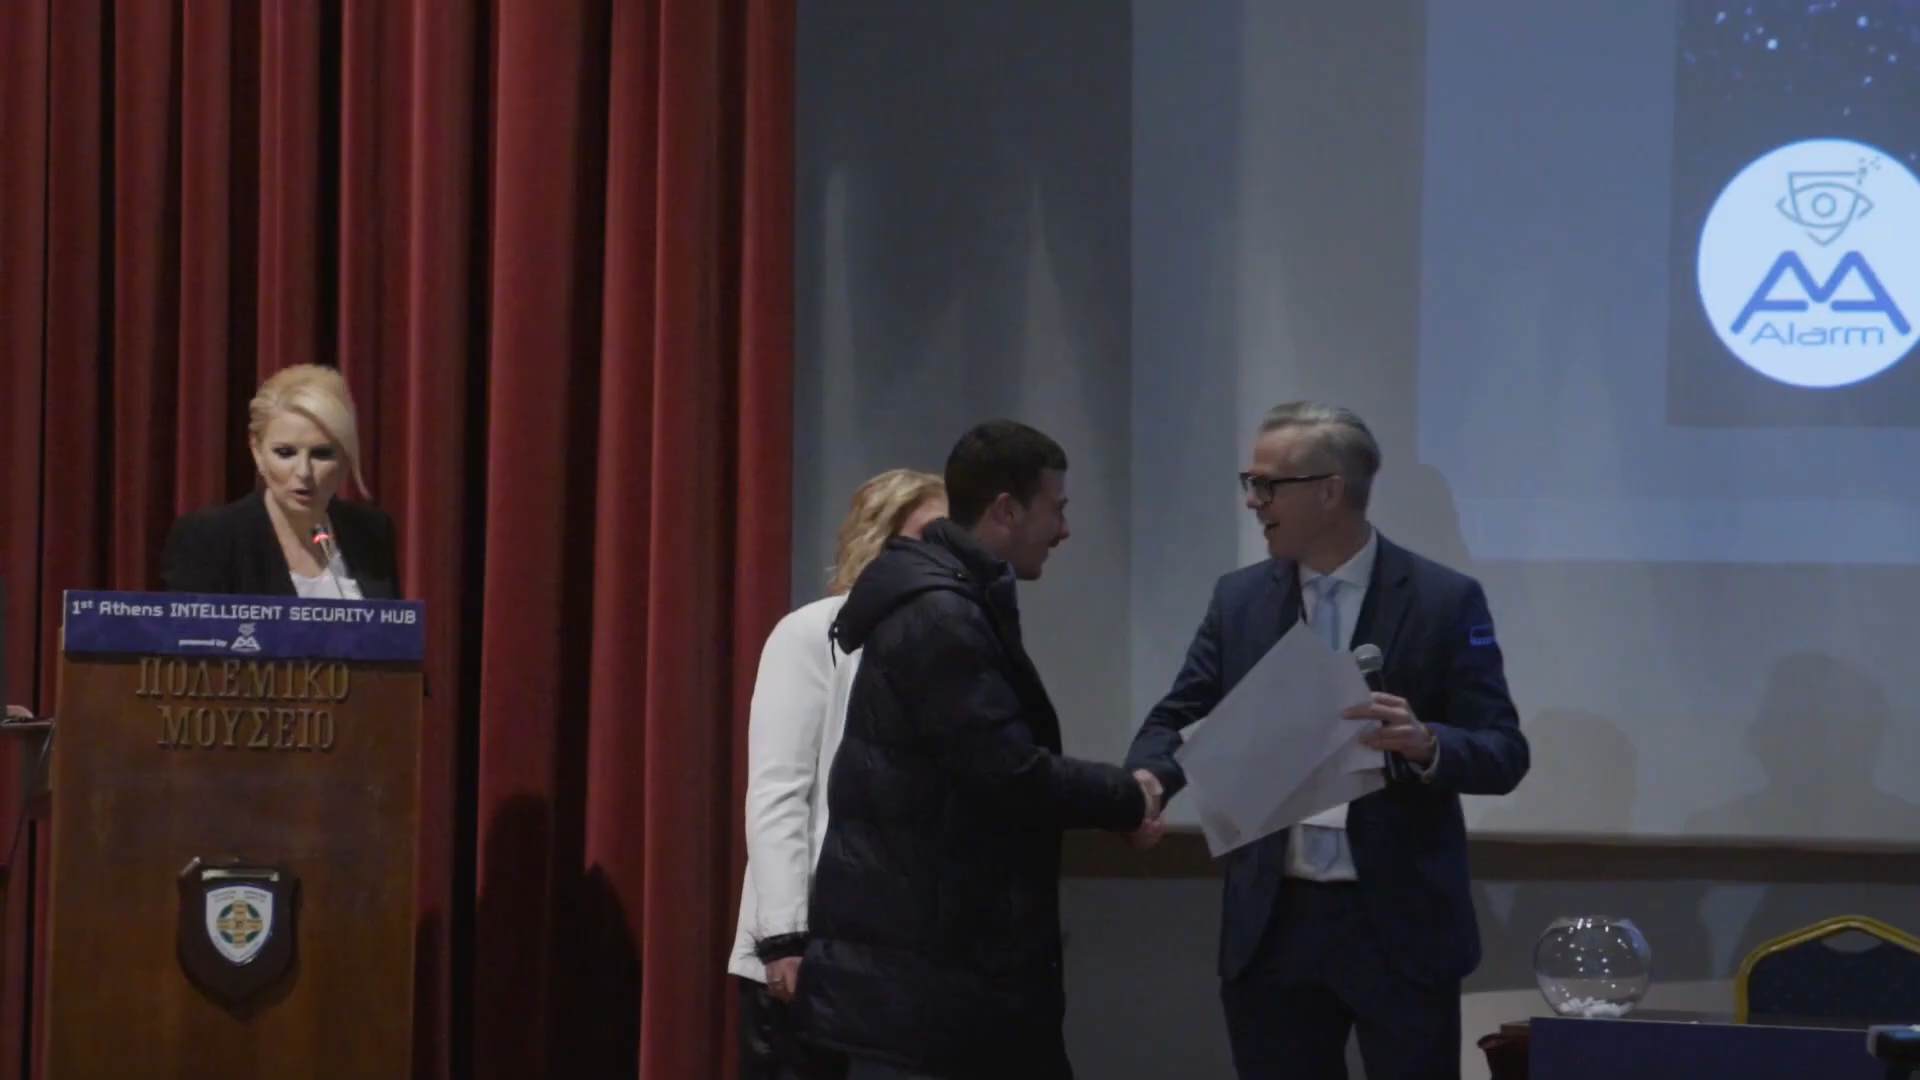 1st Athens INTELLIGENT SECURITY HUB
powered by
ΠΟΛΕΜΙΚΟ
ΜΟΥΣΕΙΟ
Alarm